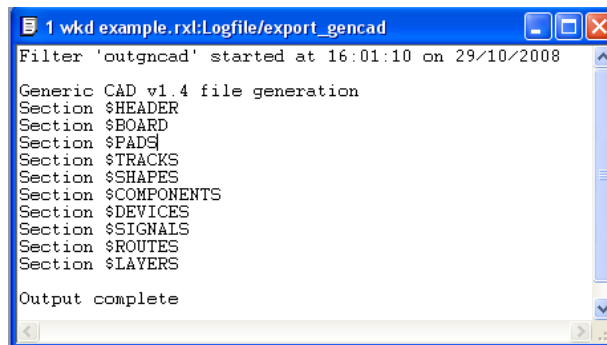 1 wkd example.rxl:Logfile/export_gencad
Filter 'outgncad' started at 16:01:10 on 29/10/2008
Generic CAD v1.4 file generation
Section $HEADER
Section $BOARD
Section $PADS
Section $TRACKS
Section $SHAPES
Section $COMPONENTS
Section $DEVICES
Section $SIGNALS
Section $ROUTES
Section $LAYERS
Output complete